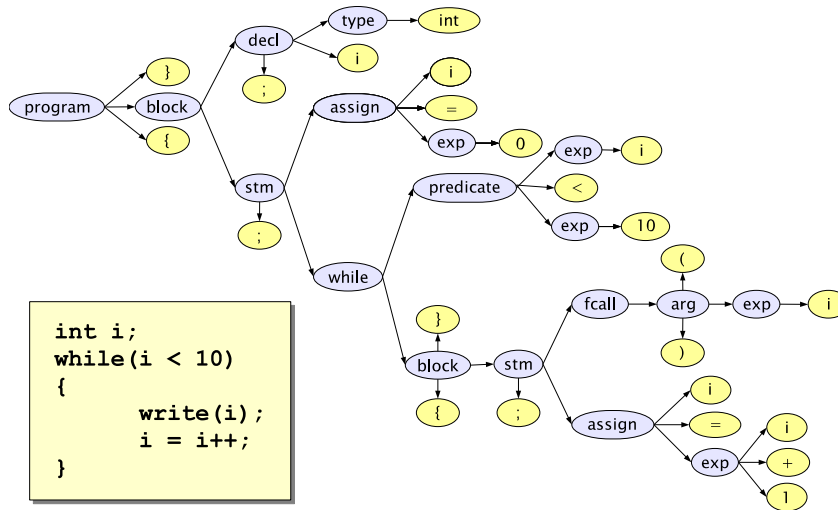 type
int
decl
i
;
}
program
block
{
i
assign
=
exp
0
exp
i
stm
predicate
<
;
exp
10
while
(
fcall
arg
exp
i
}
)
block
stm
{
;
i
assign
=
i
exp
+
1
int i;
while(i < 10)
{
write(i);
i = i++;
}